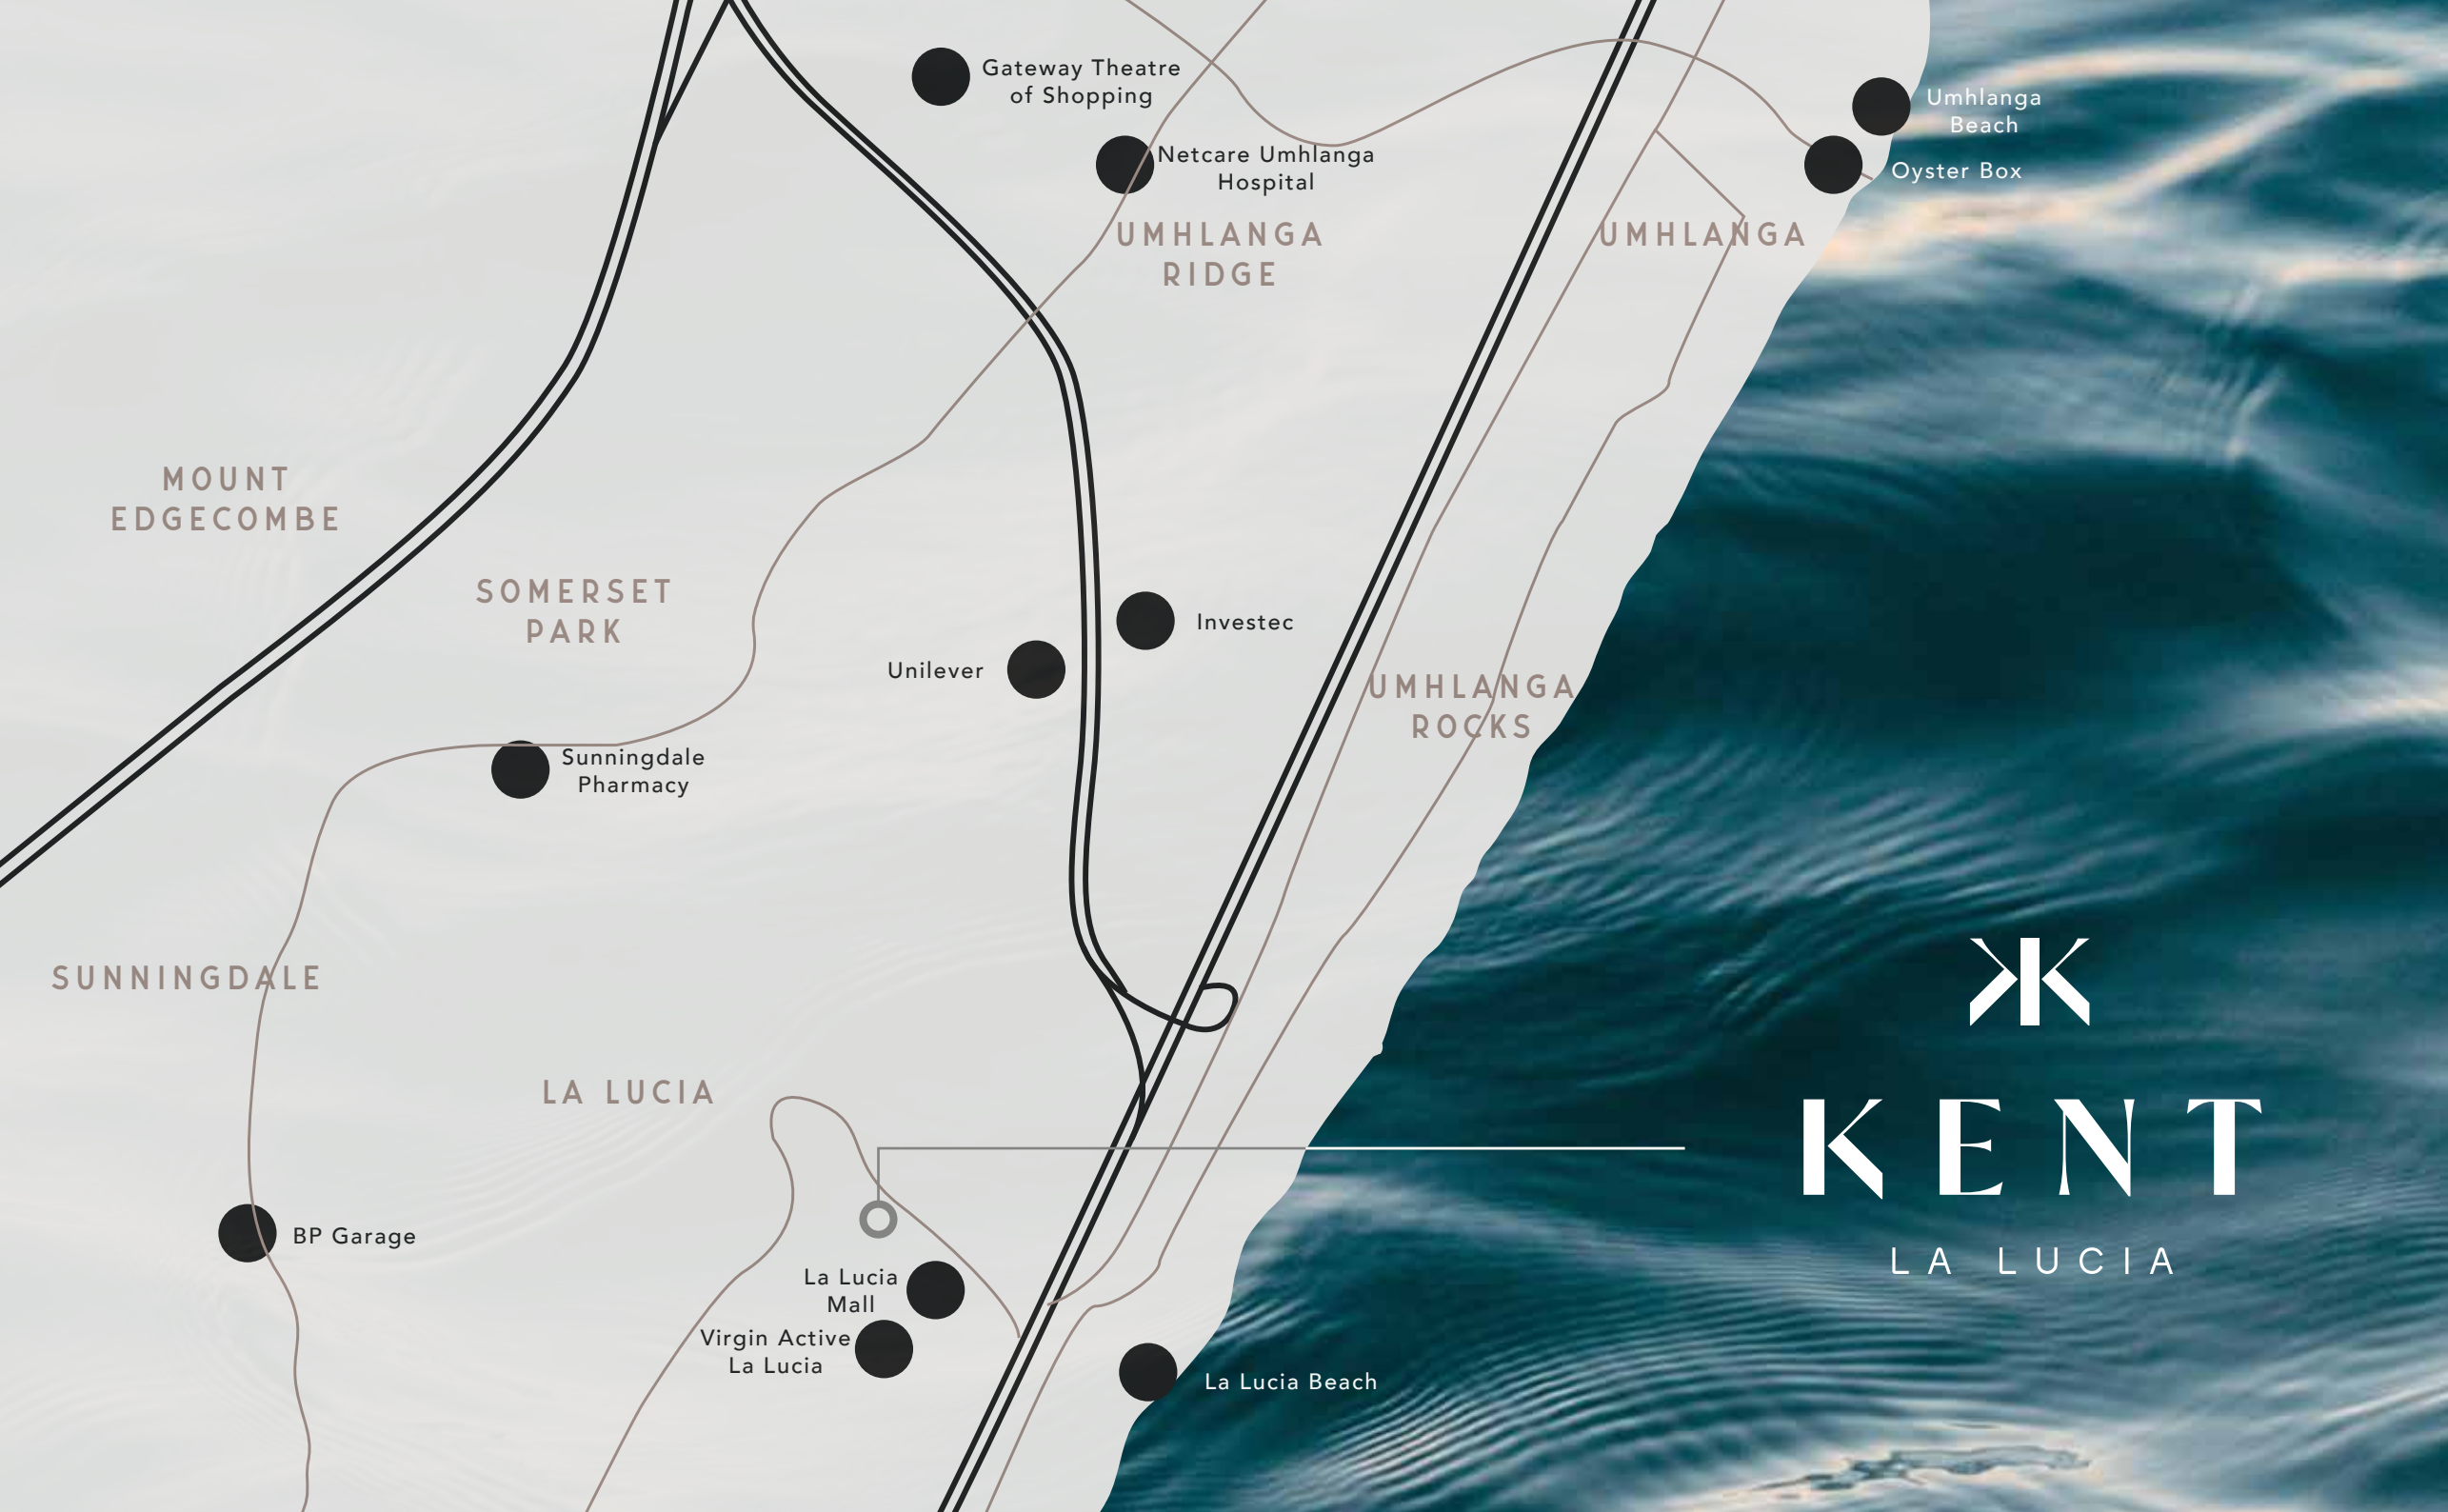 Gateway Theatre
of Shopping
Umhlanga
Beach
Netcare Umhlanga
Hospital
Oyster Box
UMHLANGA
RIDGE
UMHLANGA
MOUNT
EDGECOMBE
SOMERSET
PARK
Investec
Unilever
UMHLANGA
ROCKS
Sunningdale
Pharmacy
SUNNINGDALE
LA LUCIA
KENT
LA LUCIA
BP Garage
La Lucia
Mall
Virgin Active
La Lucia
La Lucia Beach